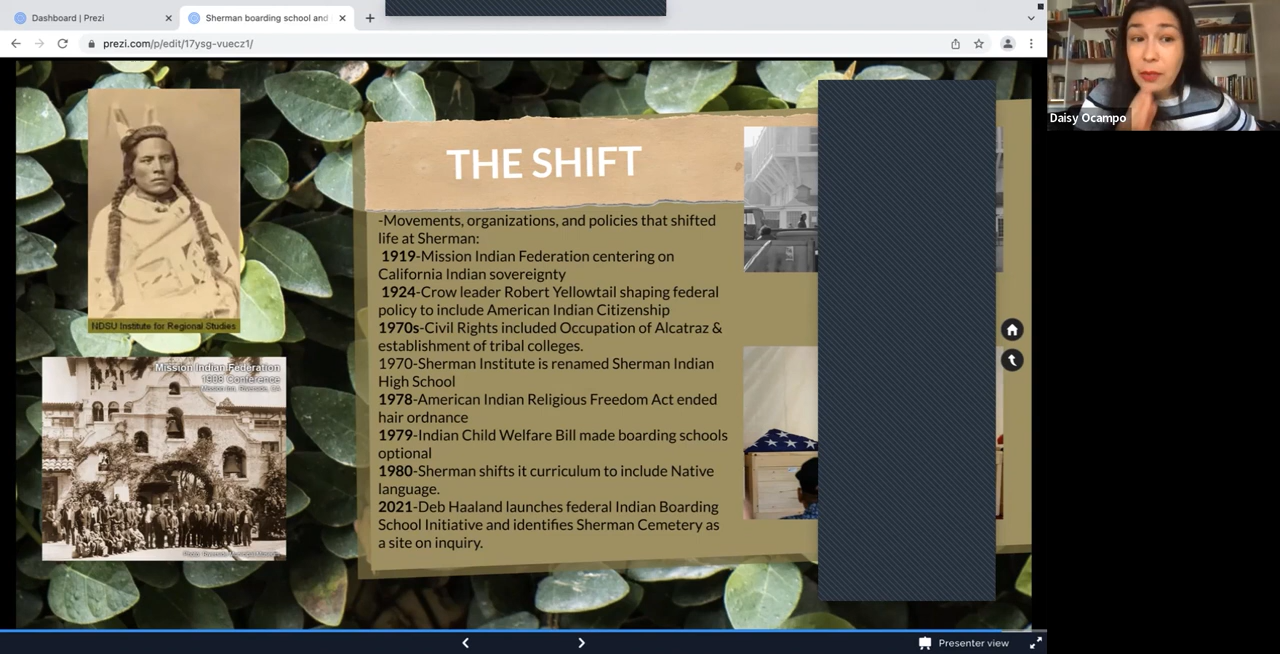 Dashboard | Prezi
Sherman boarding school and
prezi.com/p/edit/17ysg-vuecz1/
Daisy Ocampo
THE SHIFT
-Movements, organizations, and policies that shifted
life at Sherman:
1919-Mission Indian Federation centering on
California Indian sovereignty
1924-Crow leader Robert Yellowtail shaping federal
policy to include American Indian Citizenship
1970s-Civil Rights included Occupation of Alcatraz &
establishment of tribal colleges.
1970-Sherman Institute is renamed Sherman Indian
High School
1978-American Indian Religious Freedom Act ended
hair ordnance
1979-Indian Child Welfare Bill made boarding schools
optional
1980-Sherman shifts it curriculum to include Native
language.
2021-Deb Haaland launches federal Indian Boarding
School Initiative and identifies Sherman Cemetery as
a site on inquiry.
NDSU Institute for Regional Studies
Mission Indian Federation
Conference
Mission Inn, Riverside, CA
Photo: Riverside
Presenter view